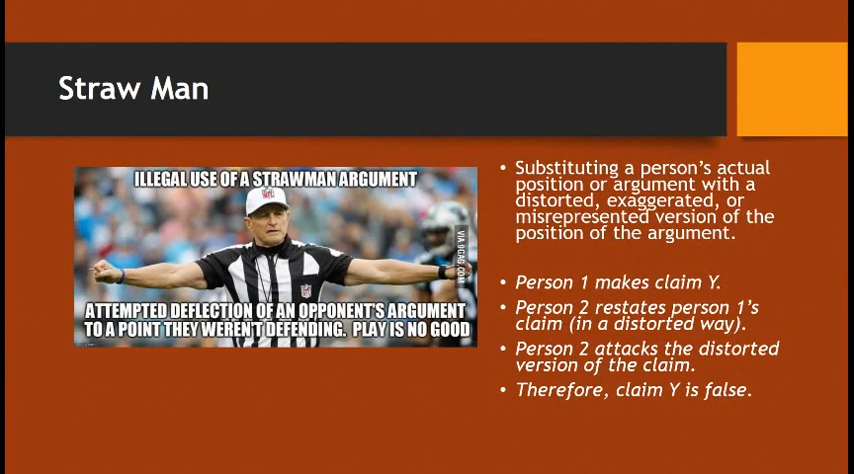 Straw Man
ILLEGAL USE OF A STRAWMAN ARGUMENT
NFL
VIA 9GAG.COM
ATTEMPTED DEFLECTION OF AN OPPONENT'S ARGUMENT
TO A POINT THEY WEREN'T DEFENDING. PLAY IS NO GOOD
• Substituting a person's actual
position or argument with a
distorted, exaggerated, or
misrepresented version of the
position of the argument.
• Person 1 makes claim Y.
• Person 2 restates person 1's
claim (in a distorted way).
• Person 2 attacks the distorted
version of the claim.
• Therefore, claim Y is false.